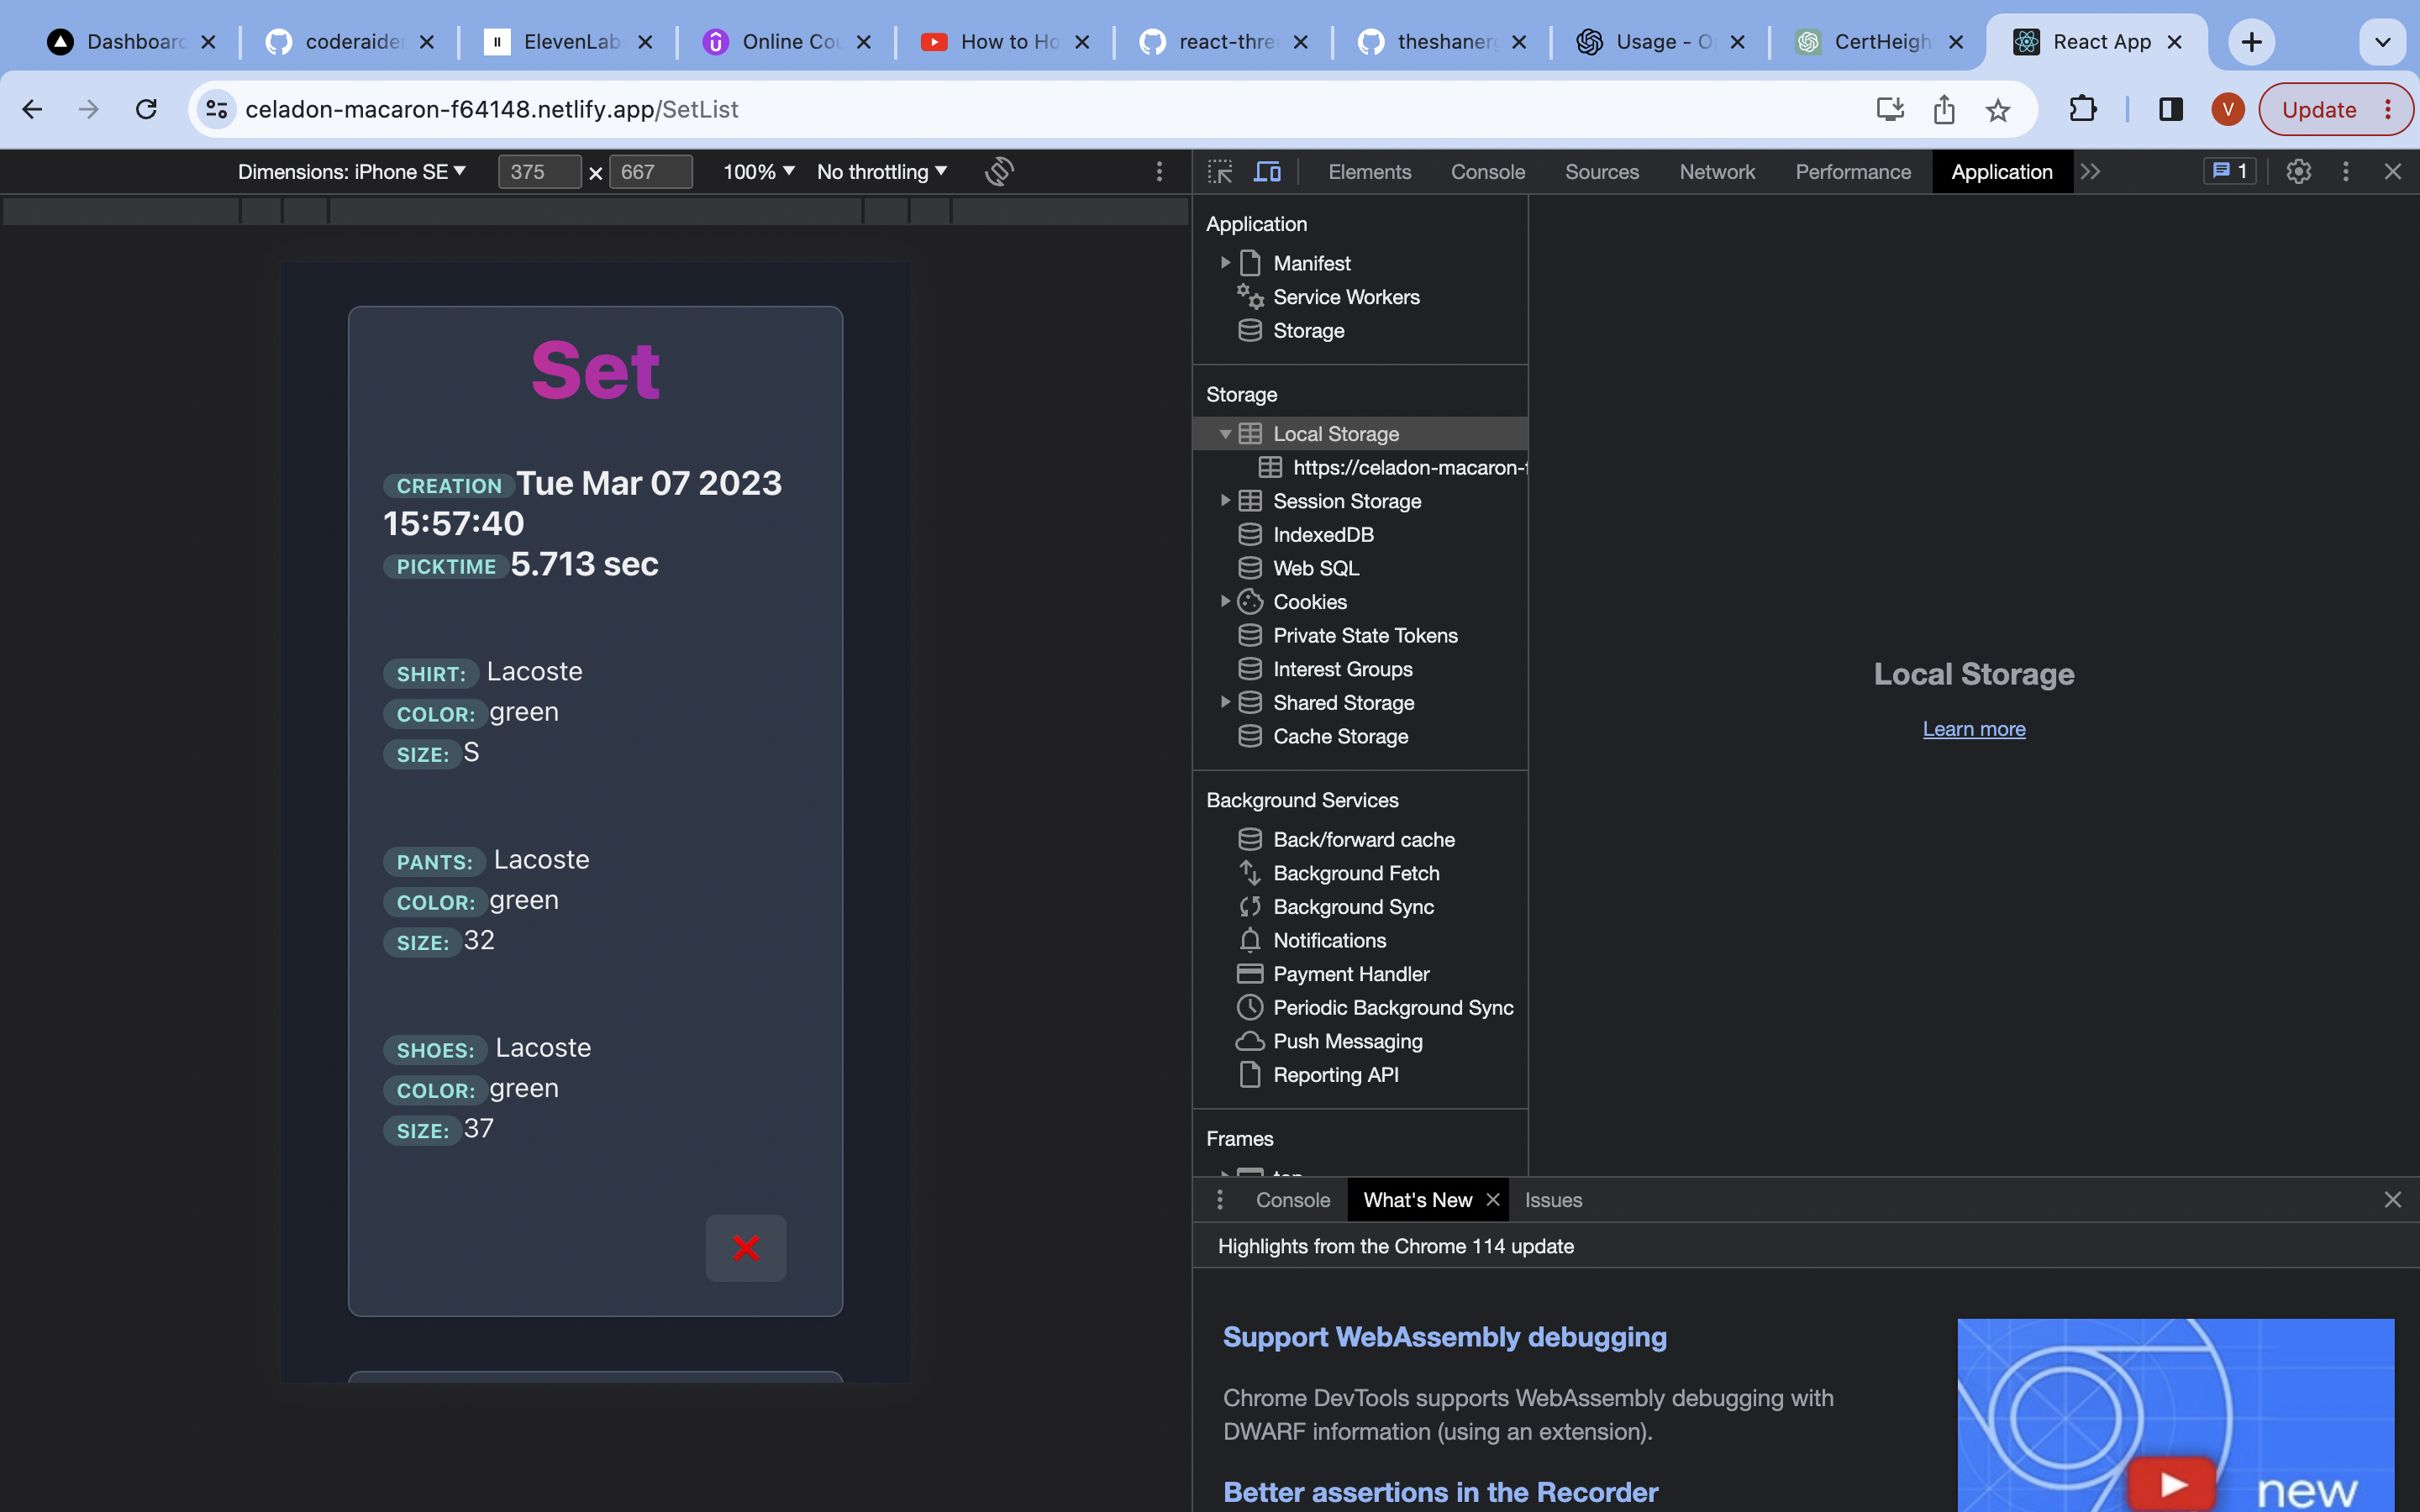 Dashboard
coderaide
ElevenLab
Online Cou
How to Ho
react-thre
theshaner
Usage - O
CertHeigh
React App
celadon-macaron-f64148.netlify.app/SetList
V
Update
Dimensions: iPhone SE
375 × 667
100%
No throttling
Elements
Console
Sources
Network
Performance
Application
1
Set
CREATION Tue Mar 07 2023
15:57:40
PICKTIME 5.713 sec
SHIRT: Lacoste
COLOR: green
SIZE: S
PANTS: Lacoste
COLOR: green
SIZE: 32
SHOES: Lacoste
COLOR: green
SIZE: 37
Application
Manifest
Service Workers
Storage
Storage
Local Storage
https://celadon-macaron-f
Session Storage
IndexedDB
Web SQL
Cookies
Private State Tokens
Interest Groups
Shared Storage
Cache Storage
Background Services
Back/forward cache
Background Fetch
Background Sync
Notifications
Payment Handler
Periodic Background Sync
Push Messaging
Reporting API
Frames
top
Local Storage
Learn more
Console
What's New
Issues
Highlights from the Chrome 114 update
Support WebAssembly debugging
Chrome DevTools supports WebAssembly debugging with
DWARF information (using an extension).
Better assertions in the Recorder
new